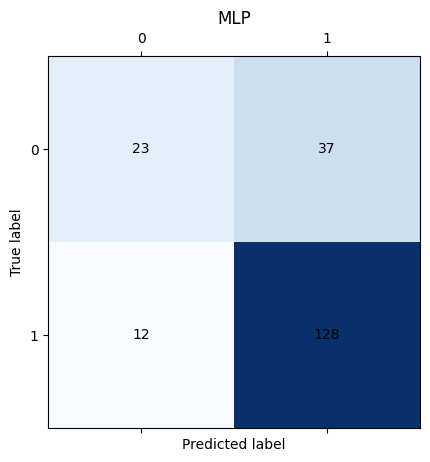 MLP
0 1
0 23 37
True label
1 12 128
Predicted label